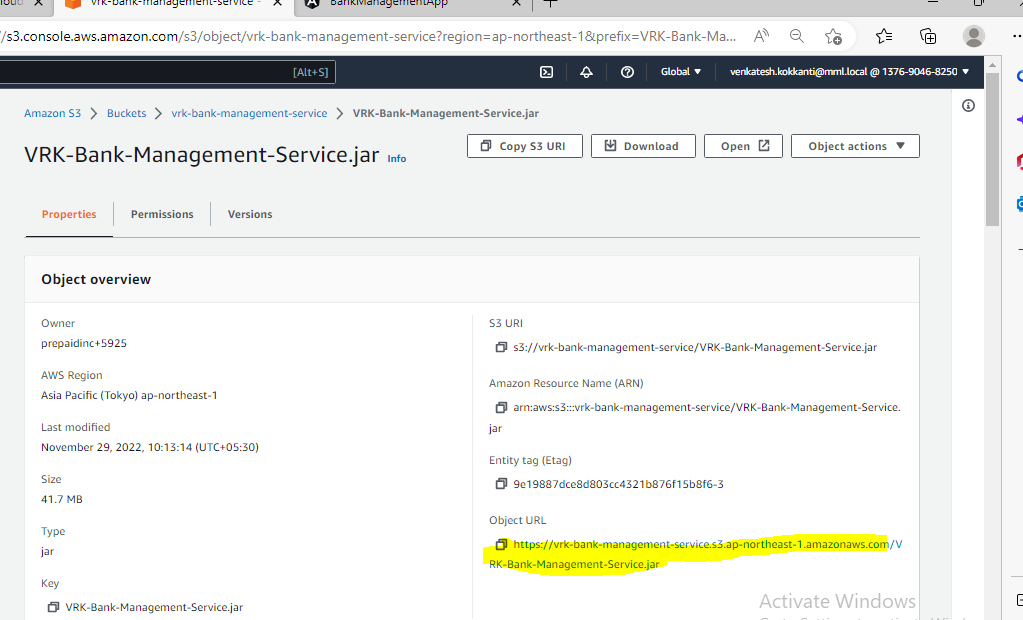 loud
vrk-bank-management-service -
BankManagementApp
/s3.console.aws.amazon.com/s3/object/vrk-bank-management-service?region=ap-northeast-1&prefix=VRK-Bank-Ma...
[Alt+S]
Global
venkatesh.kokkanti@mml.local @ 1376-9046-8250
Amazon S3 > Buckets > vrk-bank-management-service > VRK-Bank-Management-Service.jar
VRK-Bank-Management-Service.jar Info
Copy S3 URI
Download
Open
Object actions
Properties
Permissions
Versions
Object overview
Owner
prepaidinc+5925
AWS Region
Asia Pacific (Tokyo) ap-northeast-1
Last modified
November 29, 2022, 10:13:14 (UTC+05:30)
Size
41.7 MB
Type
jar
Key
VRK-Bank-Management-Service.jar
S3 URI
s3://vrk-bank-management-service/VRK-Bank-Management-Service.jar
Amazon Resource Name (ARN)
arn:aws:s3:::vrk-bank-management-service/VRK-Bank-Management-Service.
jar
Entity tag (Etag)
9e19887dce8d803cc4321b876f15b8f6-3
Object URL
https://vrk-bank-management-service.s3.ap-northeast-1.amazonaws.com/V
RK-Bank-Management-Service.jar
Activate Windows